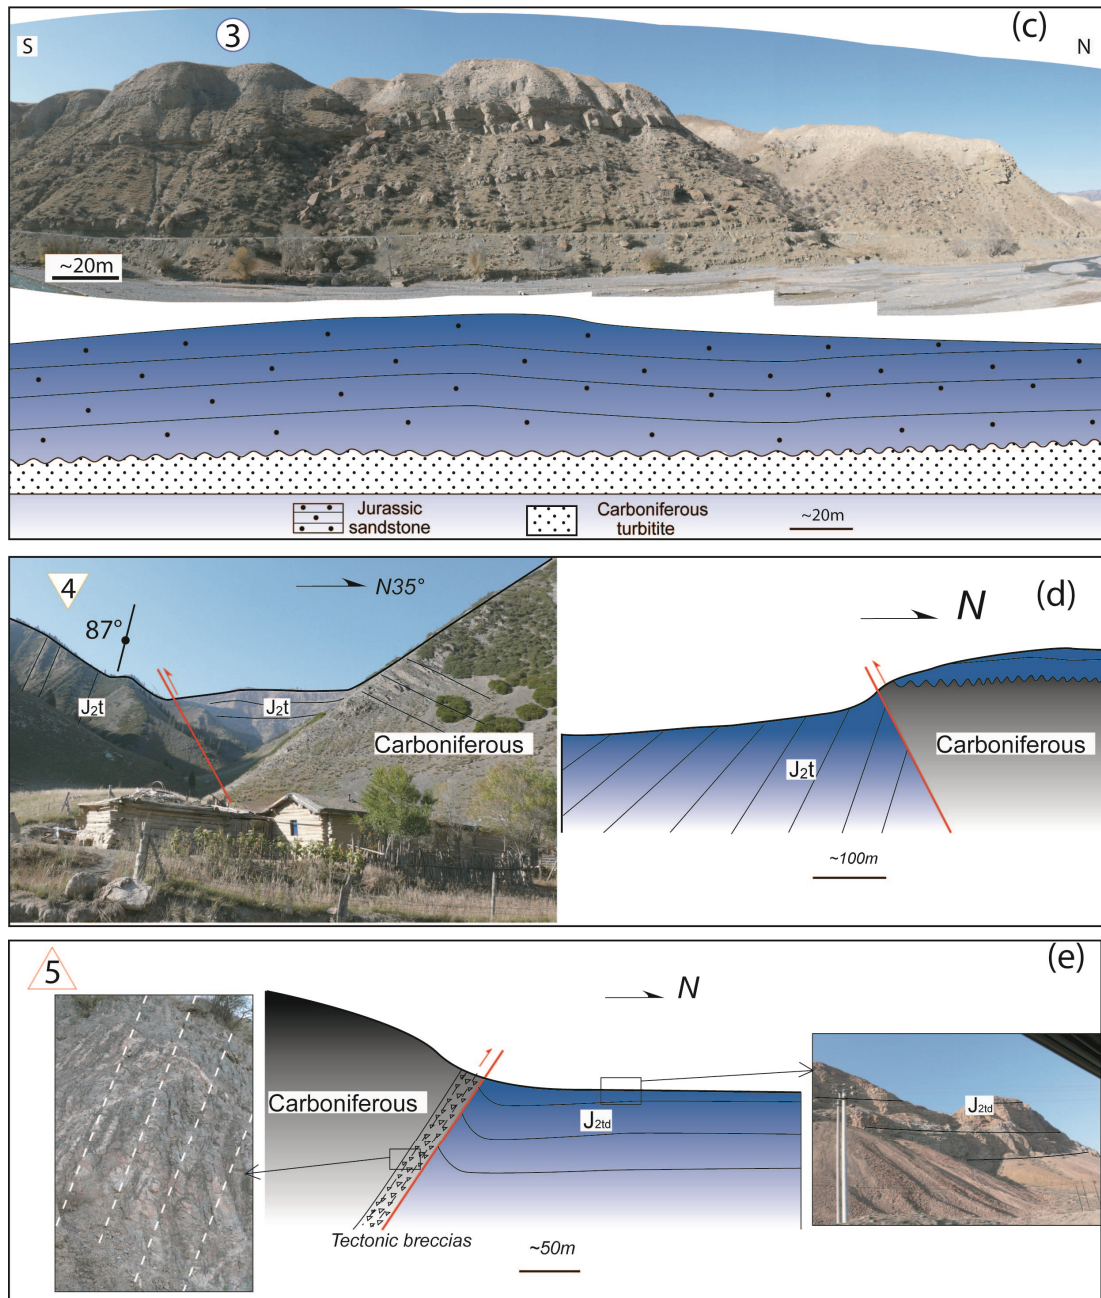 3
(c)
S
N
~20m
Jurassic
sandstone
Carboniferous
turbitite
~20m
4
N35°
87°
J₂t
J₂t
Carboniferous
(d)
N
J₂t
Carboniferous
~100m
5
(e)
N
Carboniferous
J₂td
J₂td
Tectonic breccias
~50m